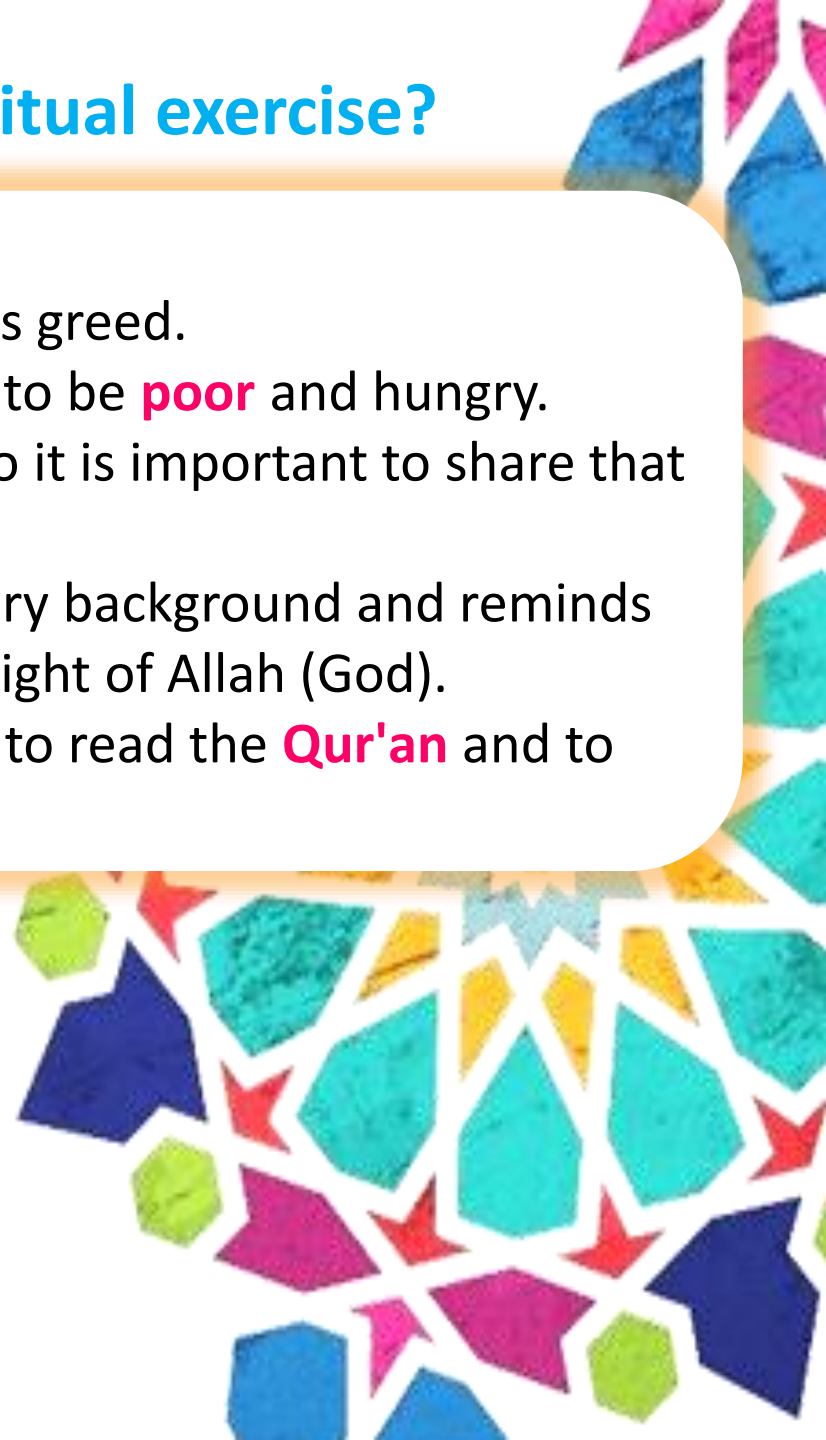 itual exercise?
s greed.
to be poor and hungry.
o it is important to share that
ry background and reminds
ight of Allah (God).
to read the Qur'an and to